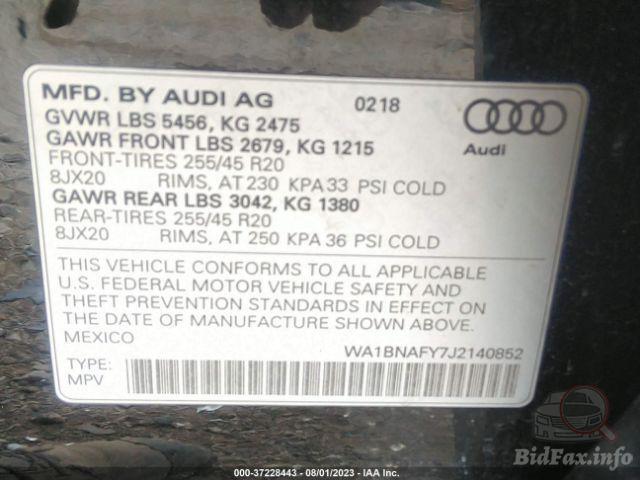 MFD. BY AUDI AG 0218
GVWR LBS 5456, KG 2475
GAWR FRONT LBS 2679, KG 1215
FRONT-TIRES 255/45 R20
8JX20 RIMS, AT 230 KPA 33 PSI COLD
GAWR REAR LBS 3042, KG 1380
REAR-TIRES 255/45 R20
8JX20 RIMS, AT 250 KPA 36 PSI COLD
Audi
THIS VEHICLE CONFORMS TO ALL APPLICABLE
U.S. FEDERAL MOTOR VEHICLE SAFETY AND
THEFT PREVENTION STANDARDS IN EFFECT ON
THE DATE OF MANUFACTURE SHOWN ABOVE.
MEXICO
WA1BNAFY7J2140852
TYPE:
MPV
BidFax.info
000-37228443 - 08/01/2023 - IAA Inc.